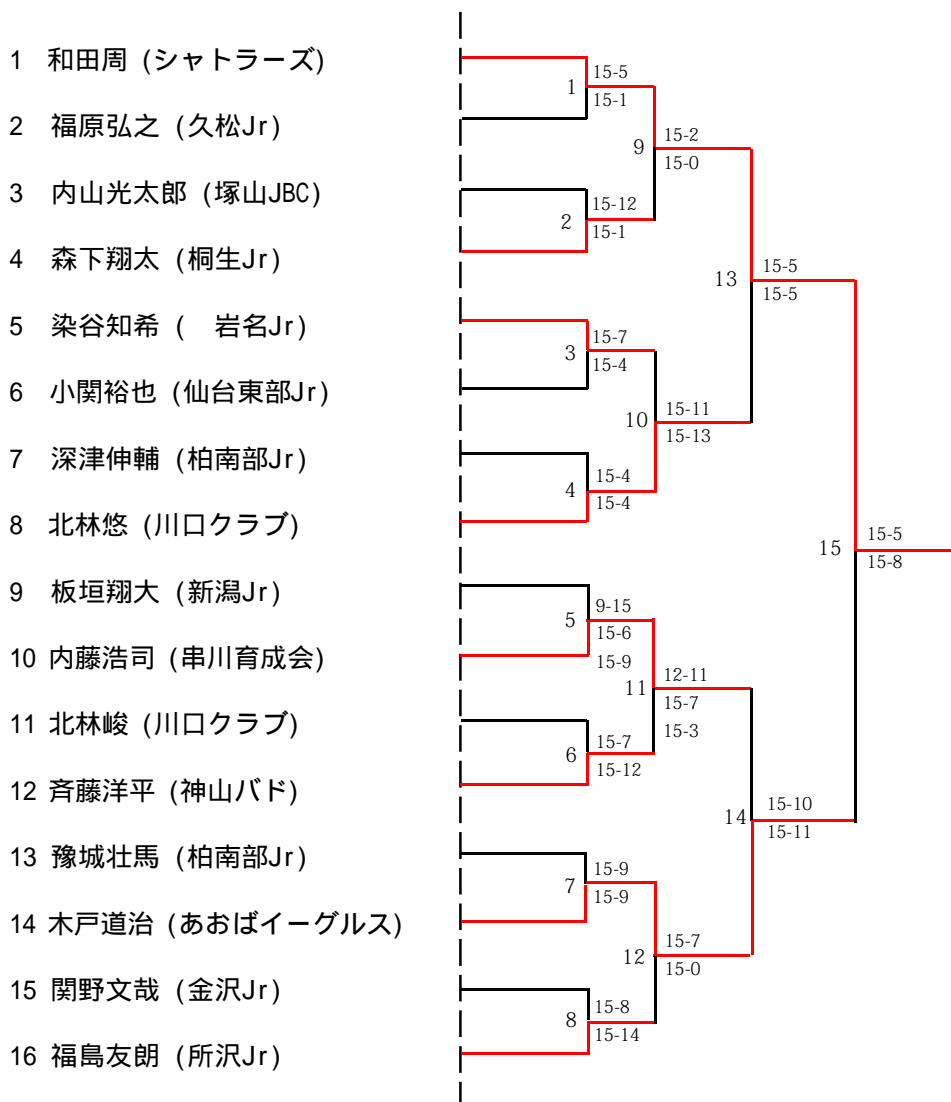 1 和田周 (シャトラーズ)
2 福原弘之 (久松Jr)
3 内山光太郎 (塚山JBC)
4 森下翔太 (桐生Jr)
5 染谷知希 (　岩名Jr)
6 小関裕也 (仙台東部Jr)
7 深津伸輔 (柏南部Jr)
8 北林悠 (川口クラブ)
9 板垣翔大 (新潟Jr)
10 内藤浩司 (串川育成会)
11 北林峻 (川口クラブ)
12 斉藤洋平 (神山バド)
13 豫城壮馬 (柏南部Jr)
14 木戸道治 (あおばイーグルス)
15 関野文哉 (金沢Jr)
16 福島友朗 (所沢Jr)
1
15-5
15-1
2
15-12
15-1
3
15-7
15-4
4
15-4
15-4
5
9-15
15-6
15-9
6
15-7
15-12
7
15-9
15-9
8
15-8
15-14
9
15-2
15-0
10
15-11
15-13
11
12-11
15-7
15-3
12
15-7
15-0
13
15-5
15-5
14
15-10
15-11
15
15-5
15-8